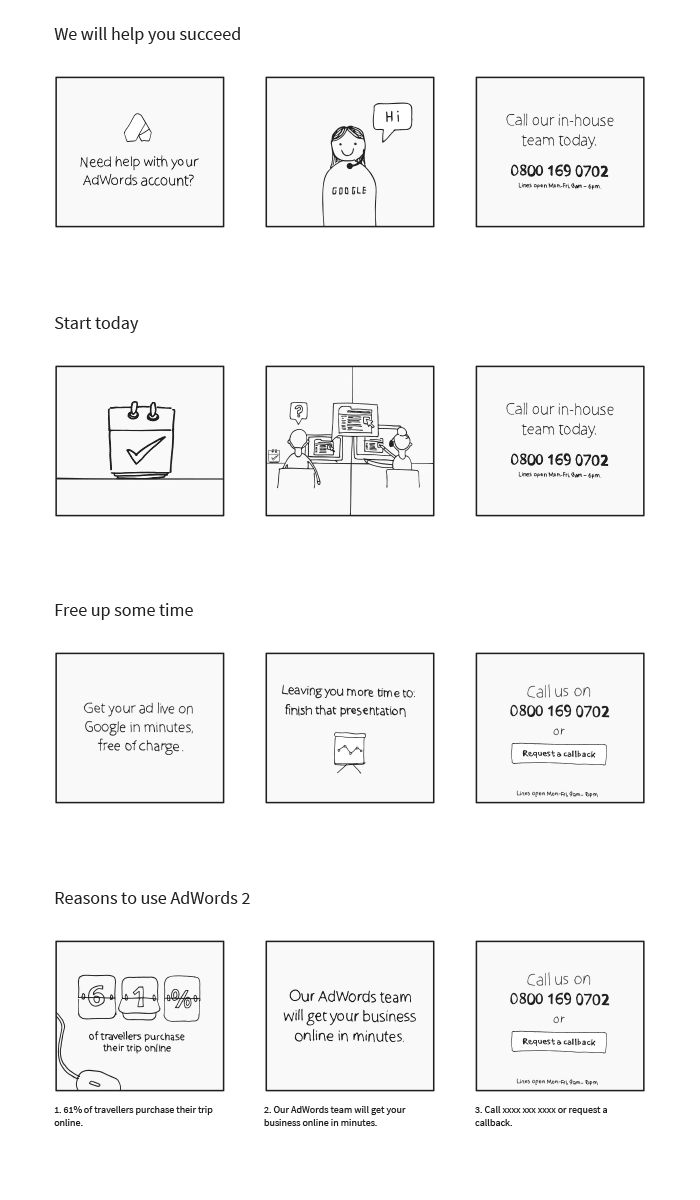 We will help you succeed
Need help with your
AdWords account?
Hi
GOOGLE
Call our in-house
team today.
0800 169 0702
Lines open Mon-Fri, 9am - 6pm.
Start today
?
Call our in-house
team today.
0800 169 0702
Lines open Mon-Fri, 9am - 6pm.
Free up some time
Get your ad live on
Google in minutes,
free of charge.
Leaving you more time to:
finish that presentation
Call us on
0800 169 0702
or
Request a callback
Lines open Mon-Fri, 9am - 6pm
Reasons to use AdWords 2
61%
of travellers purchase
their trip online
Our AdWords team
will get your business
online in minutes.
Call us on
0800 169 0702
or
Request a callback
Lines open Mon-Fri, 9am - 6pm
1. 61% of travellers purchase their trip
online.
2. Our AdWords team will get your
business online in minutes.
3. Call xxxx xxx xxxx or request a
callback.